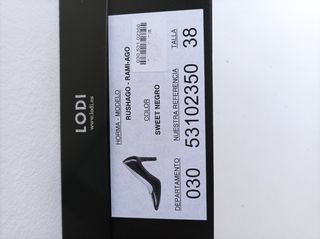 LODI
www.lodi.es
HORMA - MODELO
RUSHAGO - RAMI-AGO
COLOR
SWEET NEGRO
DEPARTAMENTO
030
NUESTRA REFERENCIA
53102350
TALLA
38